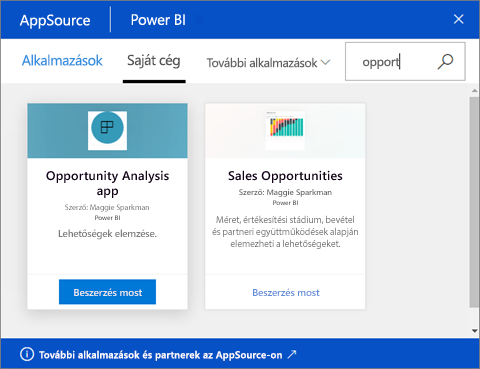 AppSource Power BI
Alkalmazások Saját cég További alkalmazások opport
Opportunity Analysis
app
Szerző: Maggie Sparkman
Power BI
Lehetőségek elemzése.
Beszerzés most
Sales Opportunities
Szerző: Maggie Sparkman
Power BI
Méret, értékesítési stádium, bevétel
és partneri együttműködések alapján
elemezheti a lehetőségeket.
Beszerzés most
További alkalmazások és partnerek az AppSource-on